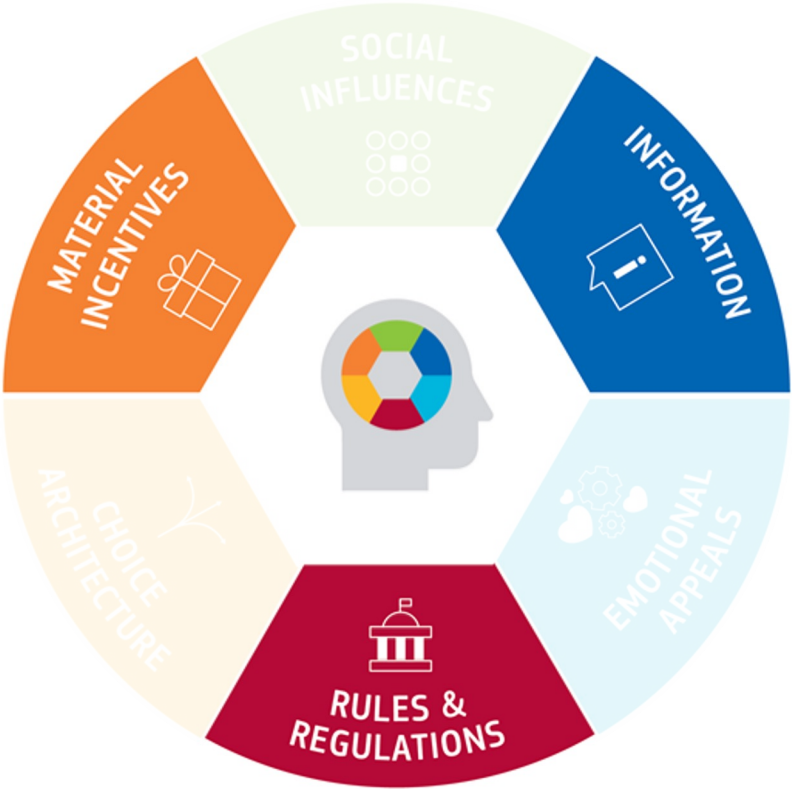 SOCIAL
INFLUENCES
INFORMATION
EMOTIONAL
APPEALS
RULES &
REGULATIONS
CHOICE
ARCHITECTURE
MATERIAL
INCENTIVES